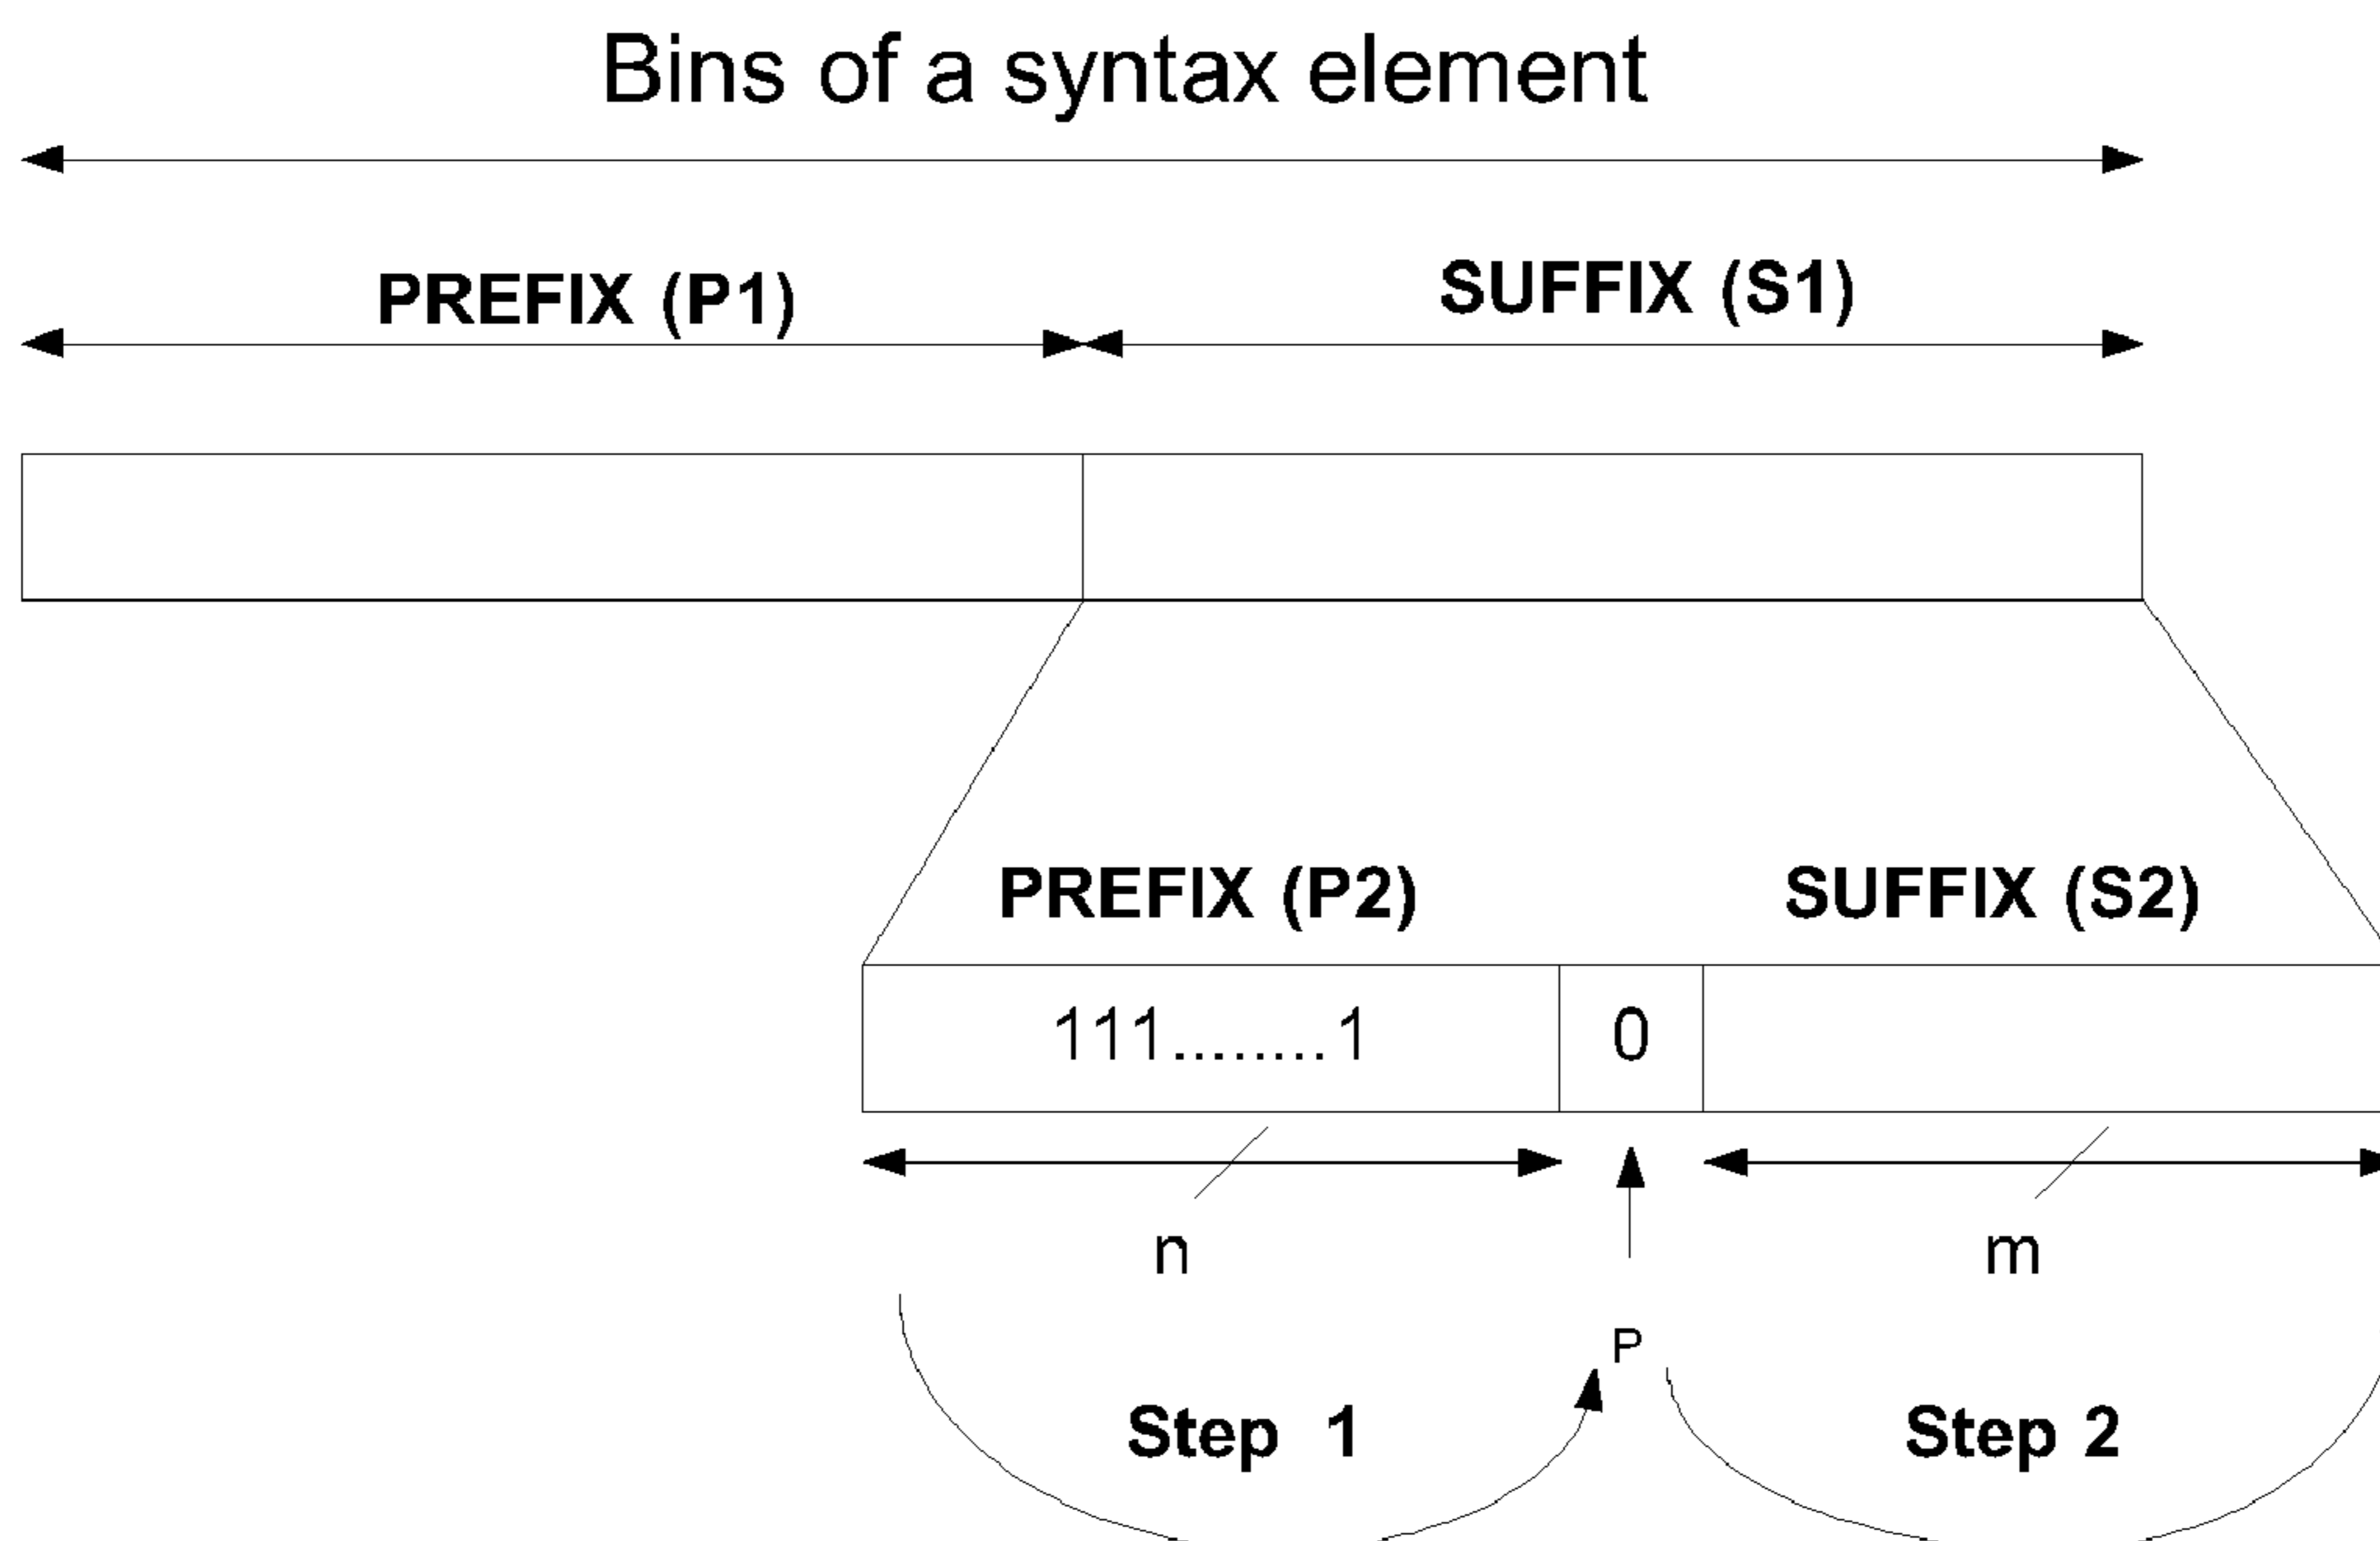 Bins of a syntax element
PREFIX (P1) SUFFIX (S1)
PREFIX (P2) SUFFIX (S2)
111........1 0
n m
P
Step 1 Step 2